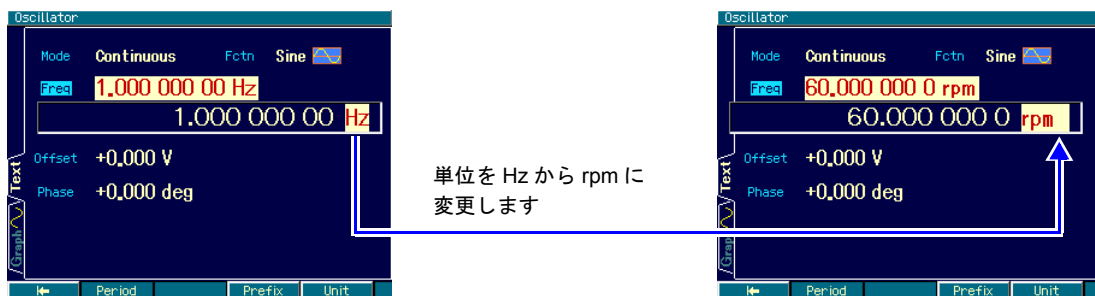 Oscillator
Mode Continuous Fctn Sine
Freq 1.000 000 00 Hz
1.000 000 00 Hz
Offset +0.000 V
Phase +0.000 deg
Text
Graph
Period Prefix Unit
単位を Hz から rpm に
変更します
Oscillator
Mode Continuous Fctn Sine
Freq 60.000 000 0 rpm
60.000 000 0 rpm
Offset +0.000 V
Phase +0.000 deg
Text
Graph
Period Prefix Unit